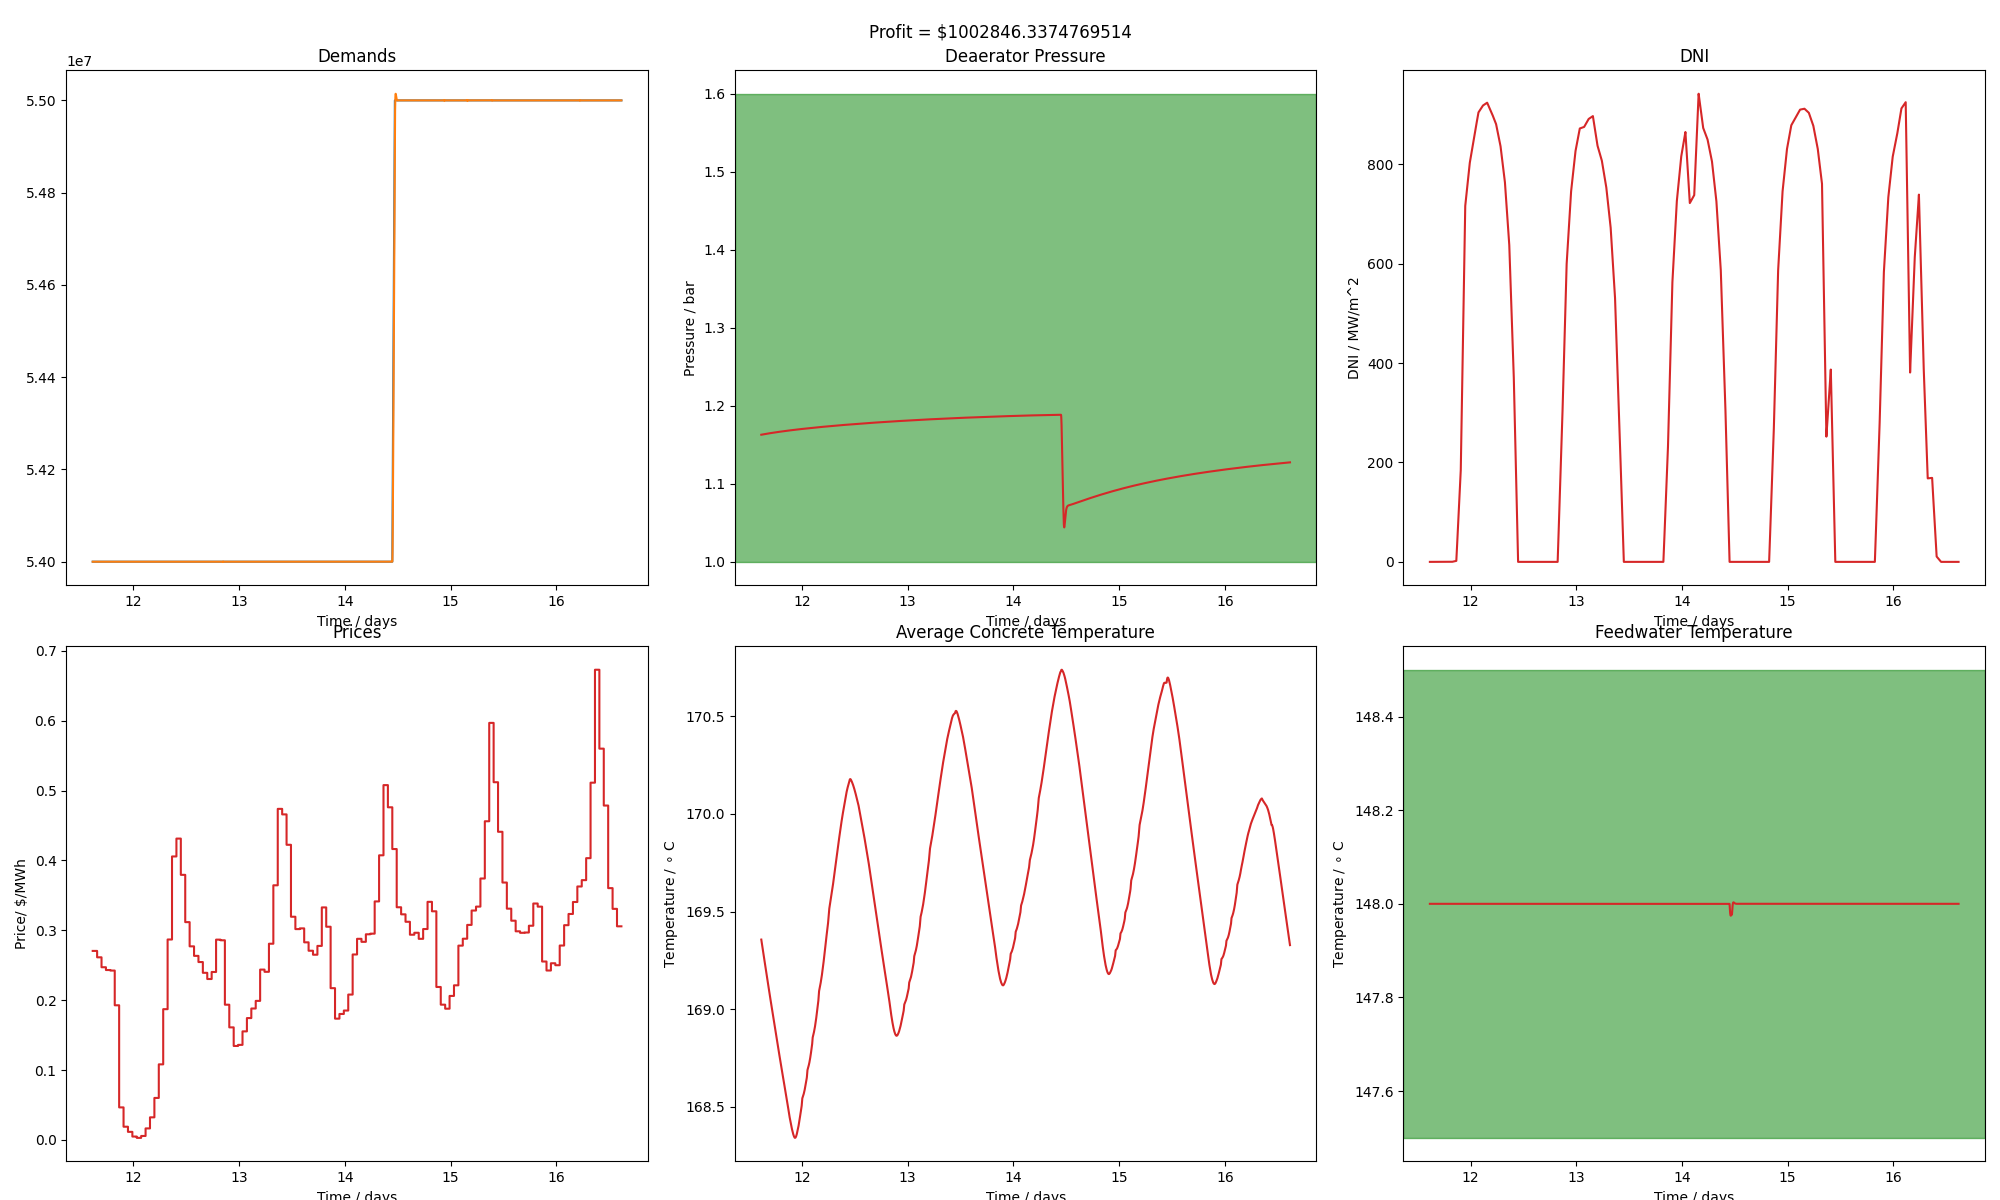 Profit = $1002846.3374769514
Demands
1e7
5.50
5.48
5.46
5.44
5.42
5.40
12 13 14 15 16
Time / days
Deaerator Pressure
Pressure / bar
1.6
1.5
1.4
1.3
1.2
1.1
1.0
12 13 14 15 16
Time / days
DNI
DNI / MW/m^2
800
600
400
200
0
12 13 14 15 16
Time / days
Prices
Price/ $/MWh
0.7
0.6
0.5
0.4
0.3
0.2
0.1
0.0
12 13 14 15 16
Time / days
Average Concrete Temperature
Temperature / ∘ C
170.5
170.0
169.5
169.0
168.5
12 13 14 15 16
Time / days
Feedwater Temperature
Temperature / ∘ C
148.4
148.2
148.0
147.8
147.6
12 13 14 15 16
Time / days